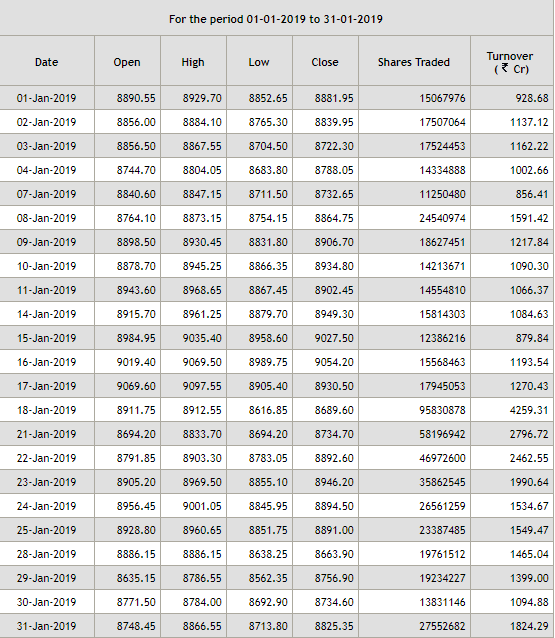 For the period 01-01-2019 to 31-01-2019
Date Open High Low Close Shares Traded Turnover
(₹ Cr)
01-Jan-2019 8890.55 8929.70 8852.65 8881.95 15067976 928.68
02-Jan-2019 8856.00 8884.10 8765.30 8839.95 17507064 1137.12
03-Jan-2019 8856.50 8867.55 8704.50 8722.30 17524453 1162.22
04-Jan-2019 8744.70 8804.05 8683.80 8788.05 14334888 1002.66
07-Jan-2019 8840.60 8847.15 8711.50 8732.65 11250480 856.41
08-Jan-2019 8764.10 8873.15 8754.15 8864.75 24540974 1591.42
09-Jan-2019 8898.50 8930.45 8831.80 8906.70 18627451 1217.84
10-Jan-2019 8878.70 8945.25 8866.35 8934.80 14213671 1090.30
11-Jan-2019 8943.60 8968.65 8867.45 8902.45 14554810 1066.37
14-Jan-2019 8915.70 8961.25 8879.70 8949.30 15814303 1084.63
15-Jan-2019 8984.95 9035.40 8958.60 9027.50 12386216 879.84
16-Jan-2019 9019.40 9069.50 8989.75 9054.20 15568463 1193.54
17-Jan-2019 9069.60 9097.55 8905.40 8930.50 17945053 1270.43
18-Jan-2019 8911.75 8912.55 8616.85 8689.60 95830878 4259.31
21-Jan-2019 8694.20 8833.70 8694.20 8734.70 58196942 2796.72
22-Jan-2019 8791.85 8903.30 8783.05 8892.60 46972600 2462.55
23-Jan-2019 8905.20 8969.50 8855.10 8946.20 35862545 1990.64
24-Jan-2019 8956.45 9001.05 8845.95 8894.50 26561259 1534.67
25-Jan-2019 8928.80 8960.65 8851.75 8891.00 23387485 1549.47
28-Jan-2019 8886.15 8886.15 8638.25 8663.90 19761512 1465.04
29-Jan-2019 8635.15 8786.55 8562.35 8756.90 19234227 1399.00
30-Jan-2019 8771.50 8784.00 8692.90 8734.60 13831146 1094.88
31-Jan-2019 8748.45 8866.55 8713.80 8825.35 27552682 1824.29